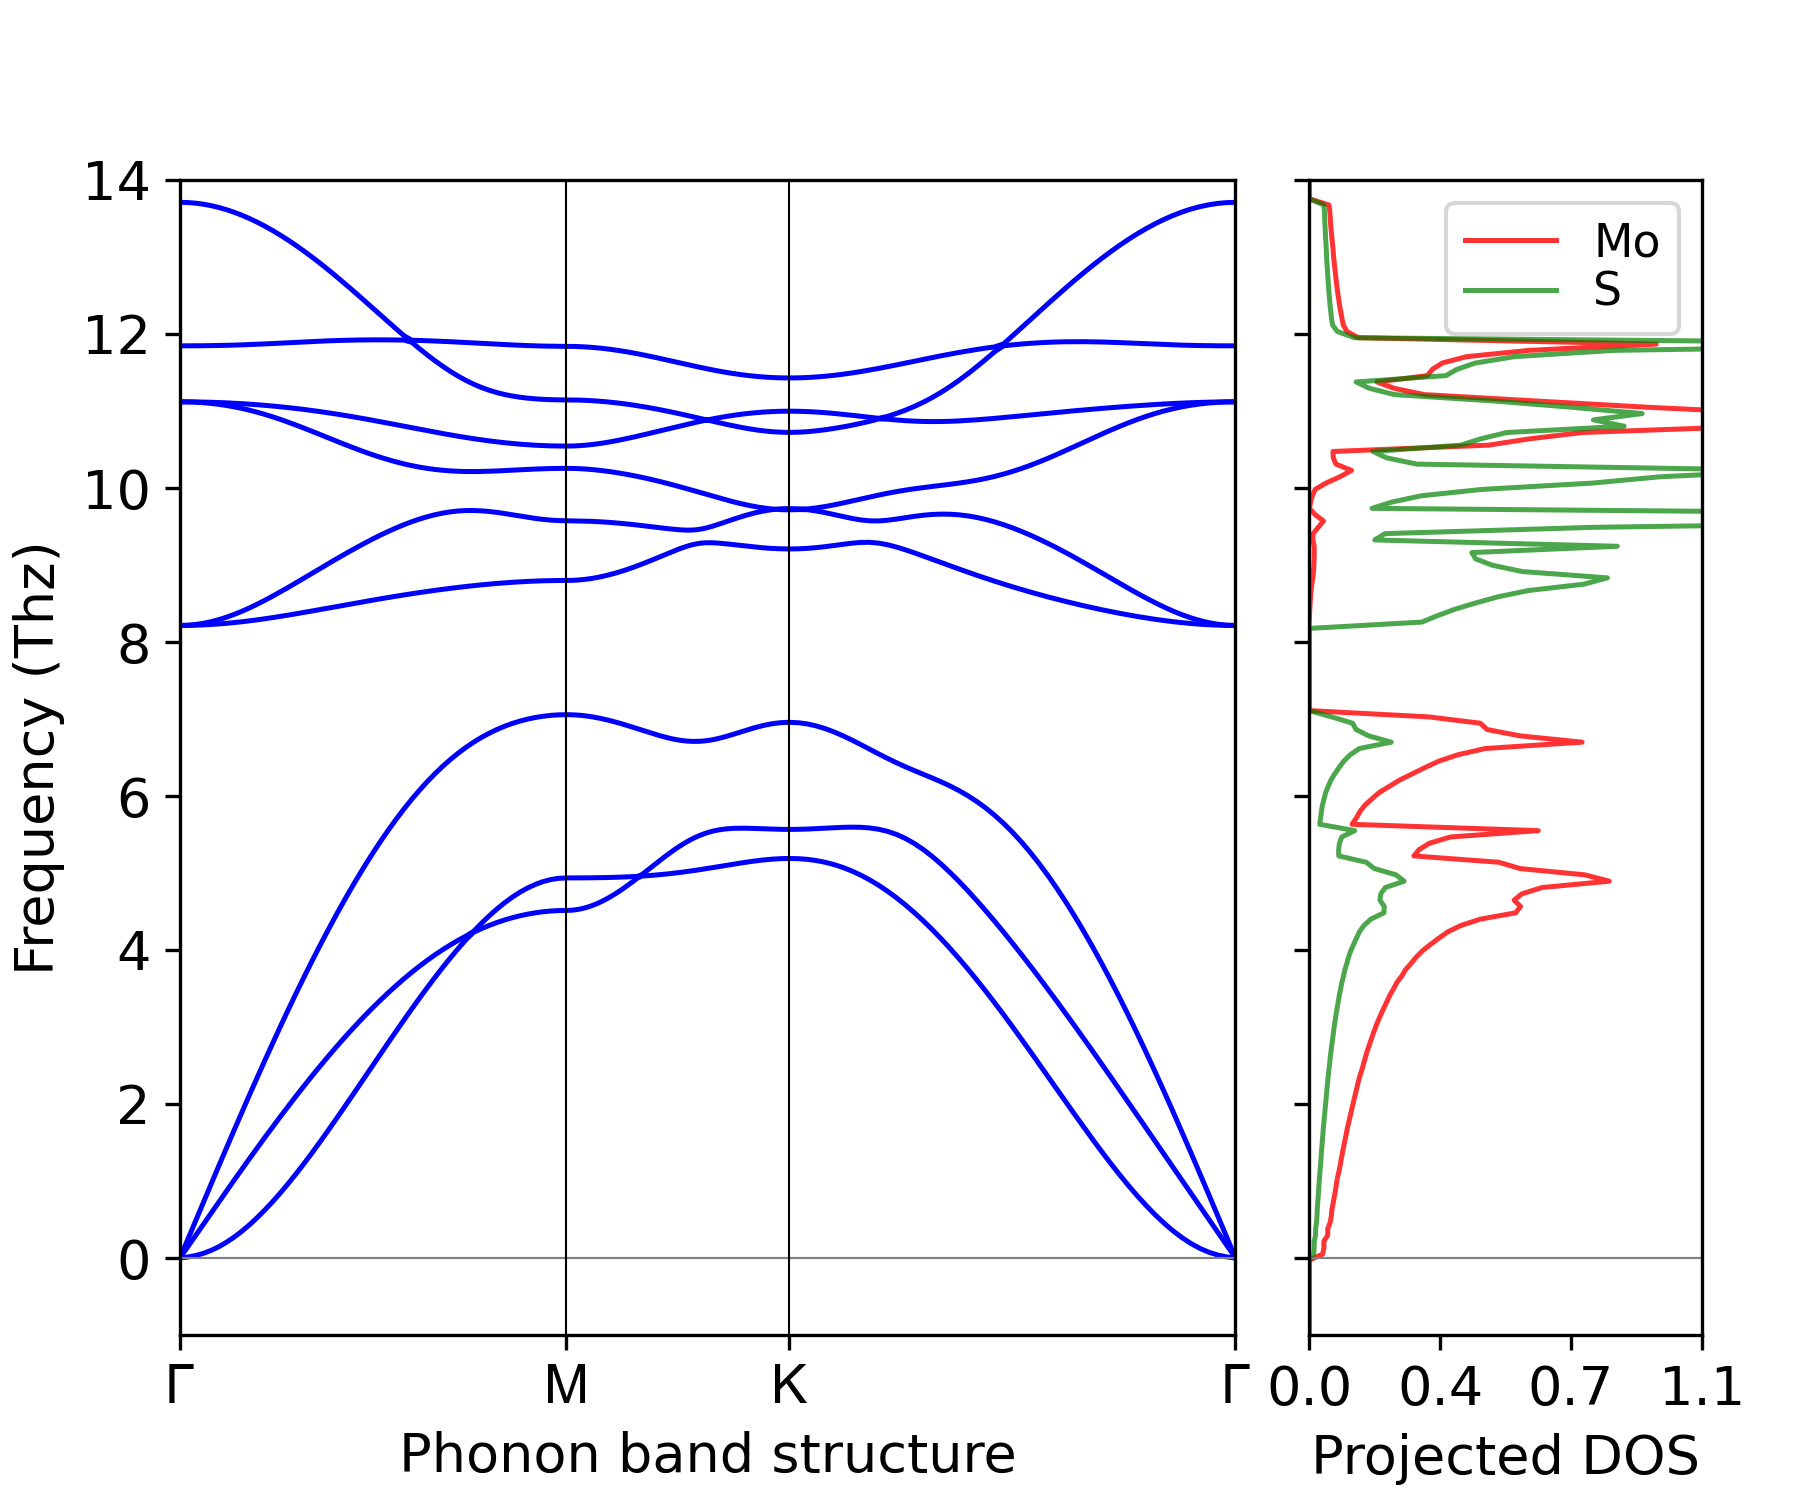 14
12
10
8
6
4
2
0
Frequency (Thz)
Γ M K Γ
Phonon band structure
Mo
S
0.0 0.4 0.7 1.1
Projected DOS